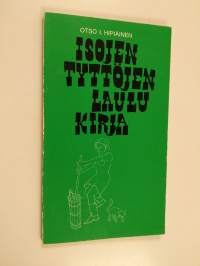 OTSO I. HIPIÄINEN
ISOJEN
TYTTÖJEN
LAULU
KIRJA